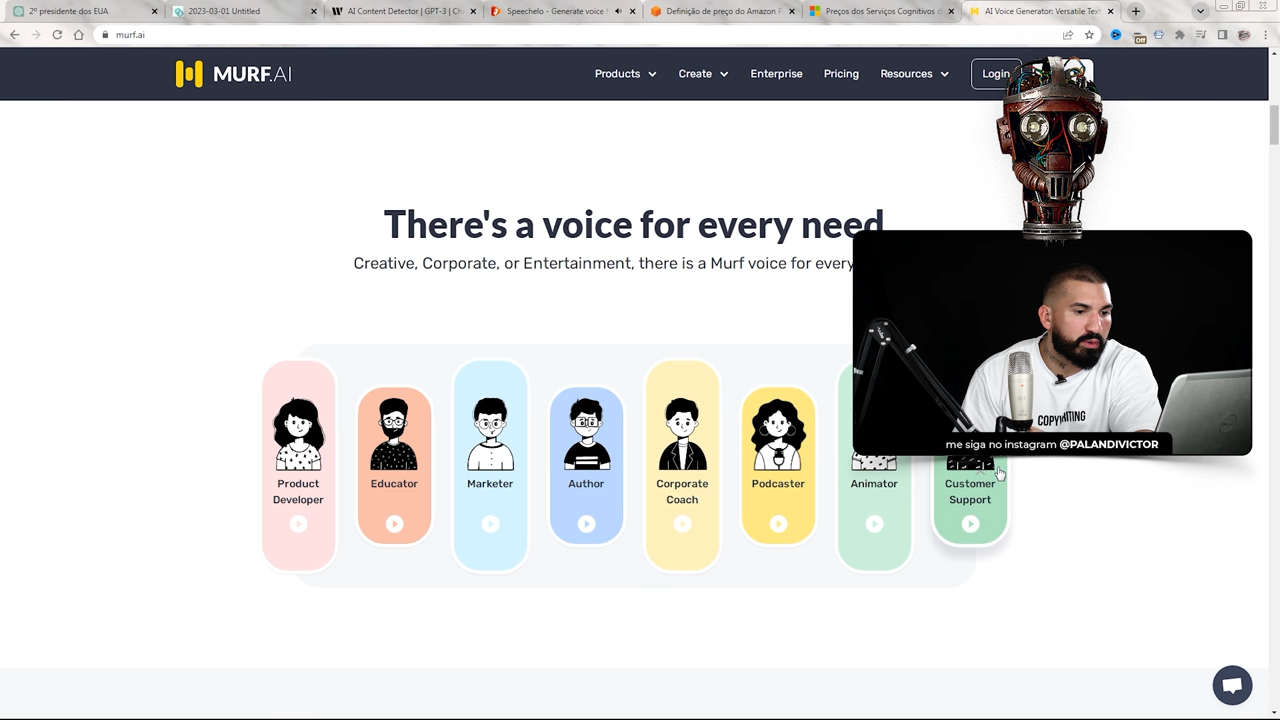 2º presidente dos EUA
2023-03-01 Untitled
AI Content Detector | GPT-3 | Ch
Speechelo - Generate voice
Definição de preço do Amazon P
Preços dos Serviços Cognitivos d
AI Voice Generator: Versatile Text
murf.ai
Off
MURF.AI
Products
Create
Enterprise
Pricing
Resources
Login
There's a voice for every need
Creative, Corporate, or Entertainment, there is a Murf voice for every
COPYWRITING
me siga no instagram @PALANDIVICTOR
Product
Developer
Educator
Marketer
Author
Corporate
Coach
Podcaster
Animator
Customer
Support